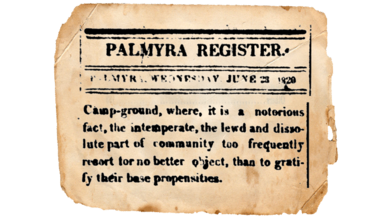 PALMYRA REGISTER.
PALMYRA, WEDNESDAY JUNE 28 1820
Camp-ground, where, it is a notorious
fact, the intemperate, the lewd and disso-
lute part of community too frequently
resort for no better object, than to grati-
fy their base propensities.